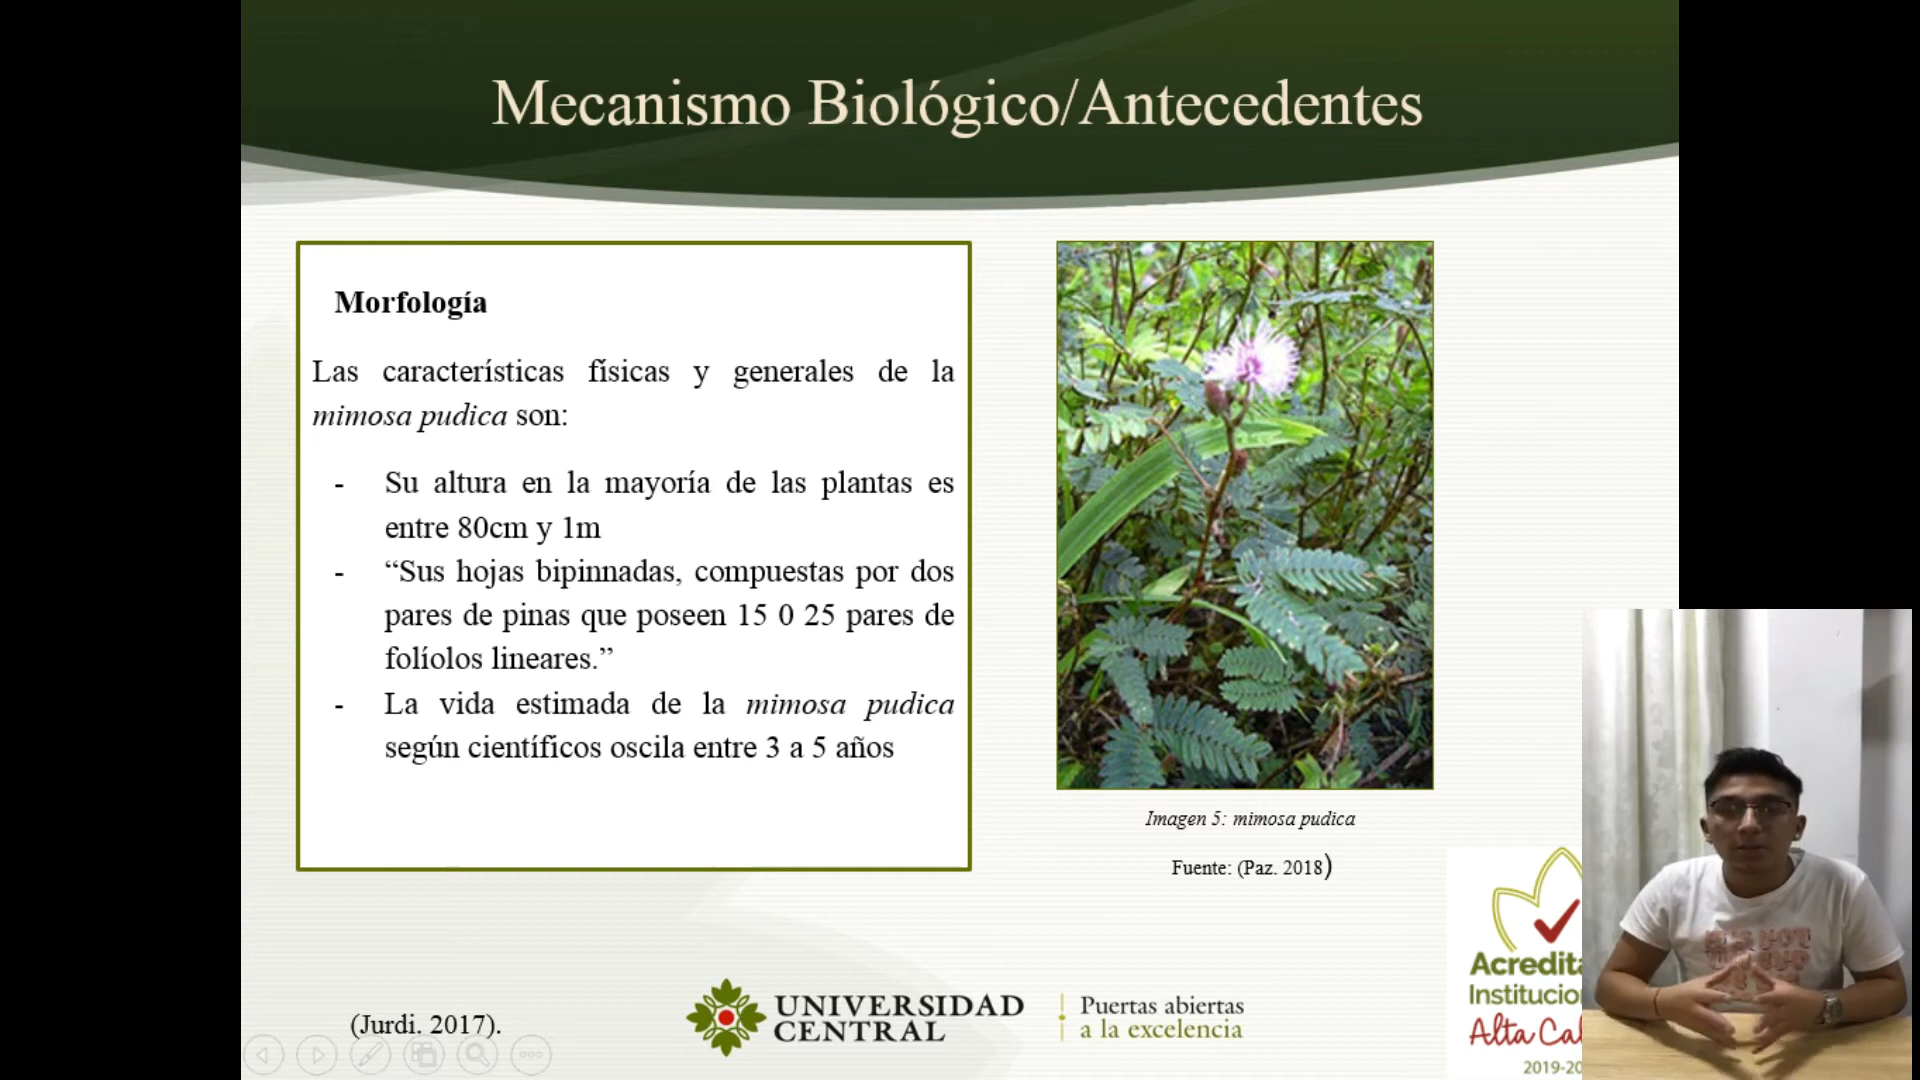 Mecanismo Biológico/Antecedentes
Morfología
Las características físicas y generales de la
mimosa pudica son:
- Su altura en la mayoría de las plantas es
entre 80cm y 1m
- “Sus hojas bipinnadas, compuestas por dos
pares de pinas que poseen 15 0 25 pares de
folíolos lineares.”
- La vida estimada de la mimosa pudica
según científicos oscila entre 3 a 5 años
Imagen 5: mimosa pudica
Fuente: (Paz. 2018)
(Jurdi. 2017).
UNIVERSIDAD
CENTRAL
Puertas abiertas
a la excelencia
Acredita
Institucion
Alta Cal
2019-20